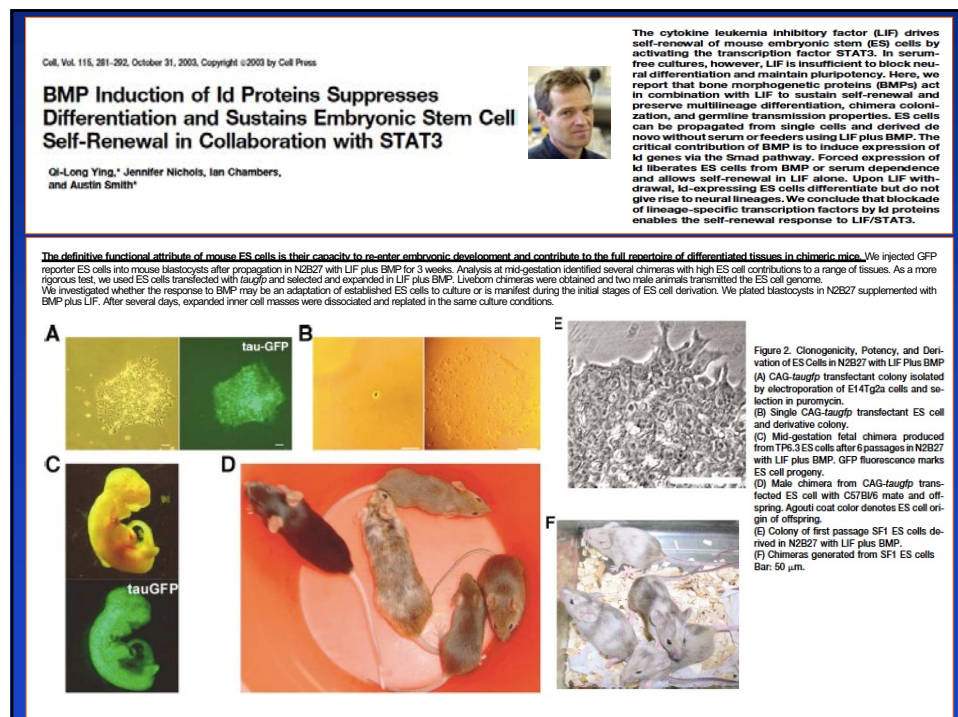 Cell, Vol. 115, 281–292, October 31, 2003, Copyright ©2003 by Cell Press
BMP Induction of Id Proteins Suppresses
Differentiation and Sustains Embryonic Stem Cell
Self-Renewal in Collaboration with STAT3
Qi-Long Ying,* Jennifer Nichols, Ian Chambers,
and Austin Smith*
The cytokine leukemia inhibitory factor (LIF) drives
self-renewal of mouse embryonic stem (ES) cells by
activating the transcription factor STAT3. In serum-
free cultures, however, LIF is insufficient to block neu-
ral differentiation and maintain pluripotency. Here, we
report that bone morphogenetic proteins (BMPs) act
in combination with LIF to sustain self-renewal and
preserve multilineage differentiation, chimera coloni-
zation, and germline transmission properties. ES cells
can be propagated from single cells and derived de
novo without serum or feeders using LIF plus BMP. The
critical contribution of BMP is to induce expression of
Id genes via the Smad pathway. Forced expression of
Id liberates ES cells from BMP or serum dependence
and allows self-renewal in LIF alone. Upon LIF with-
drawal, Id-expressing ES cells differentiate but do not
give rise to neural lineages. We conclude that blockade
of lineage-specific transcription factors by Id proteins
enables the self-renewal response to LIF/STAT3.
The definitive functional attribute of mouse ES cells is their capacity to re-enter embryonic development and contribute to the full repertoire of differentiated tissues in chimeric mice. We injected GFP
reporter ES cells into mouse blastocysts after propagation in N2B27 with LIF plus BMP for 3 weeks. Analysis at mid-gestation identified several chimeras with high ES cell contributions to a range of tissues. As a more
rigorous test, we used ES cells transfected with taugfp and selected and expanded in LIF plus BMP. Liveborn chimeras were obtained and two male animals transmitted the ES cell genome.
We investigated whether the response to BMP may be an adaptation of established ES cells to culture or is manifest during the initial stages of ES cell derivation. We plated blastocysts in N2B27 supplemented with
BMP plus LIF. After several days, expanded inner cell masses were dissociated and replated in the same culture conditions.
A
tau-GFP
B
C
tauGFP
D
E
F
Figure 2. Clonogenicity, Potency, and Deri-
vation of ES Cells in N2B27 with LIF Plus BMP
(A) CAG-taugfp transfectant colony isolated
by electroporation of E14Tg2a cells and se-
lection in puromycin.
(B) Single CAG-taugfp transfectant ES cell
and derivative colony.
(C) Mid-gestation fetal chimera produced
from TP6.3 ES cells after 6 passages in N2B27
with LIF plus BMP. GFP fluorescence marks
ES cell progeny.
(D) Male chimera from CAG-taugfp trans-
fected ES cell with C57Bl/6 mate and off-
spring. Agouti coat color denotes ES cell ori-
gin of offspring.
(E) Colony of first passage SF1 ES cells de-
rived in N2B27 with LIF plus BMP.
(F) Chimeras generated from SF1 ES cells
Bar: 50 μm.